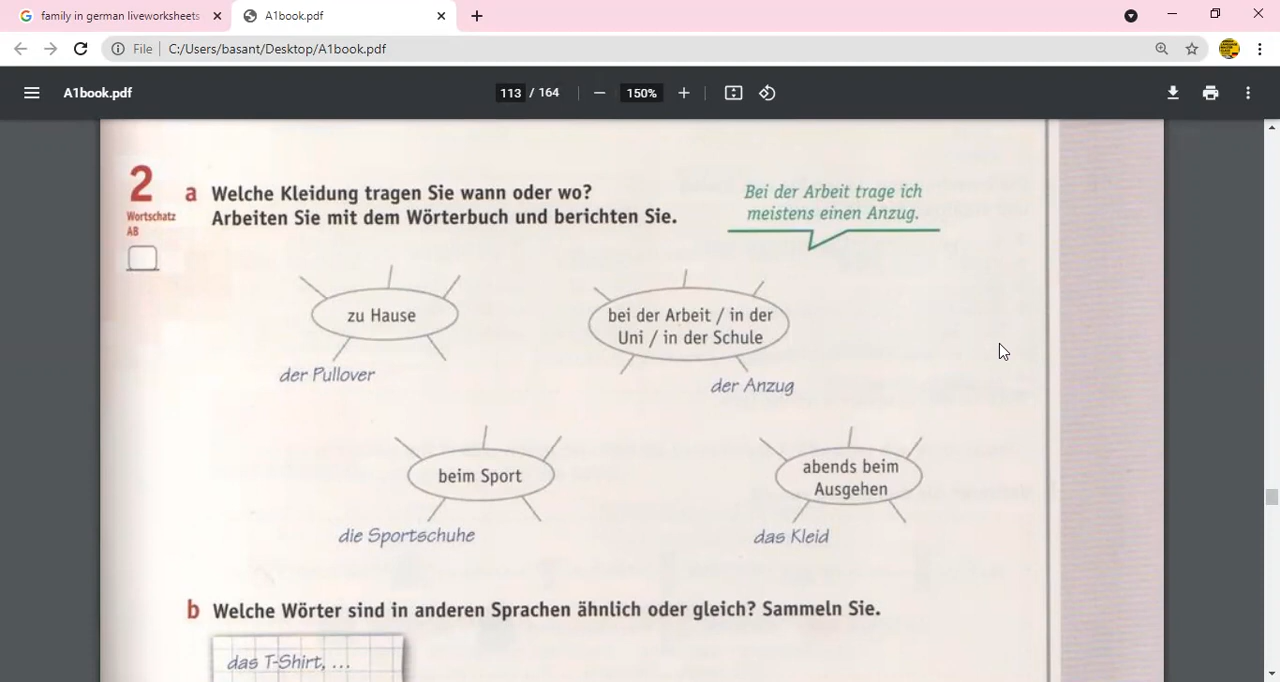 family in german liveworksheets
A1book.pdf
File
C:/Users/basant/Desktop/A1book.pdf
A1book.pdf
113 / 164
150%
2
Wortschatz
AB
a Welche Kleidung tragen Sie wann oder wo?
Arbeiten Sie mit dem Wörterbuch und berichten Sie.
Bei der Arbeit trage ich
meistens einen Anzug.
zu Hause
der Pullover
bei der Arbeit / in der
Uni / in der Schule
der Anzug
beim Sport
die Sportschuhe
abends beim
Ausgehen
das Kleid
b Welche Wörter sind in anderen Sprachen ähnlich oder gleich? Sammeln Sie.
das T-Shirt, ...